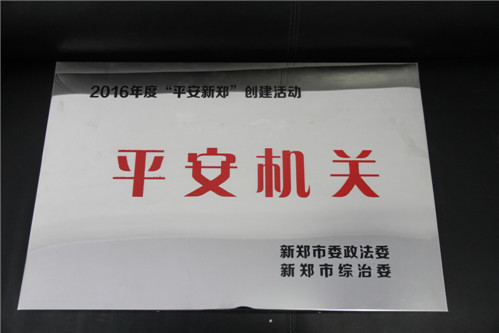 2016年度“平安新郑”创建活动
平安机关
新郑市委政法委
新郑市综治委